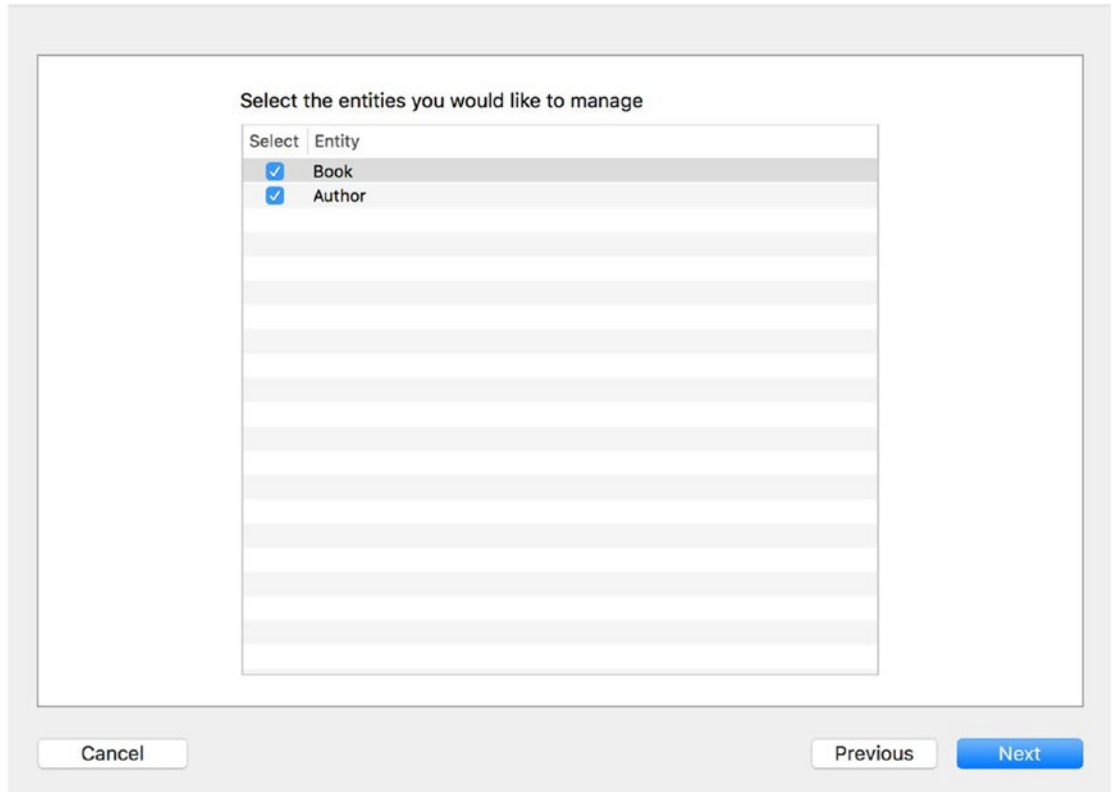 Select the entities you would like to manage
Select Entity
Book
Author
Cancel Previous Next